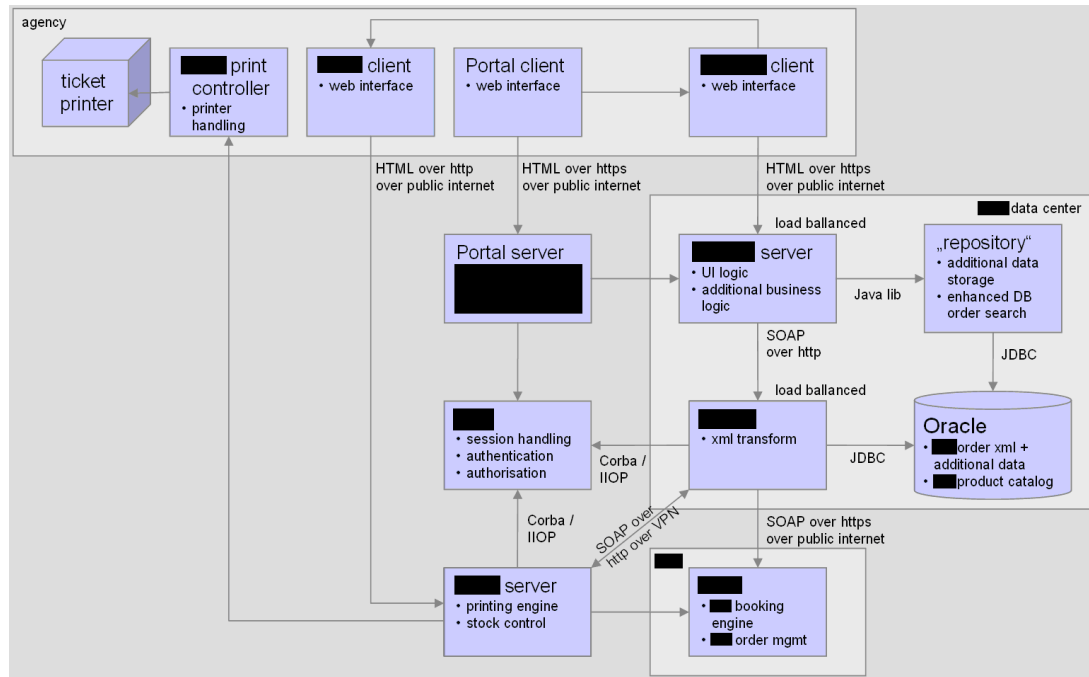 agency
ticket
printer
print
controller
• printer
handling
client
• web interface
Portal client
• web interface
client
• web interface
HTML over http
over public internet
HTML over https
over public internet
HTML over https
over public internet
data center
load ballanced
Portal server
server
• UI logic
• additional business
logic
Java lib
„repository“
• additional data
storage
• enhanced DB
order search
SOAP
over http
JDBC
load ballanced
• session handling
• authentication
• authorisation
Corba /
IIOP
• xml transform
JDBC
Oracle
• order xml +
additional data
• product catalog
Corba /
IIOP
SOAP over
http over VPN
SOAP over https
over public internet
server
• printing engine
• stock control
• booking
engine
• order mgmt